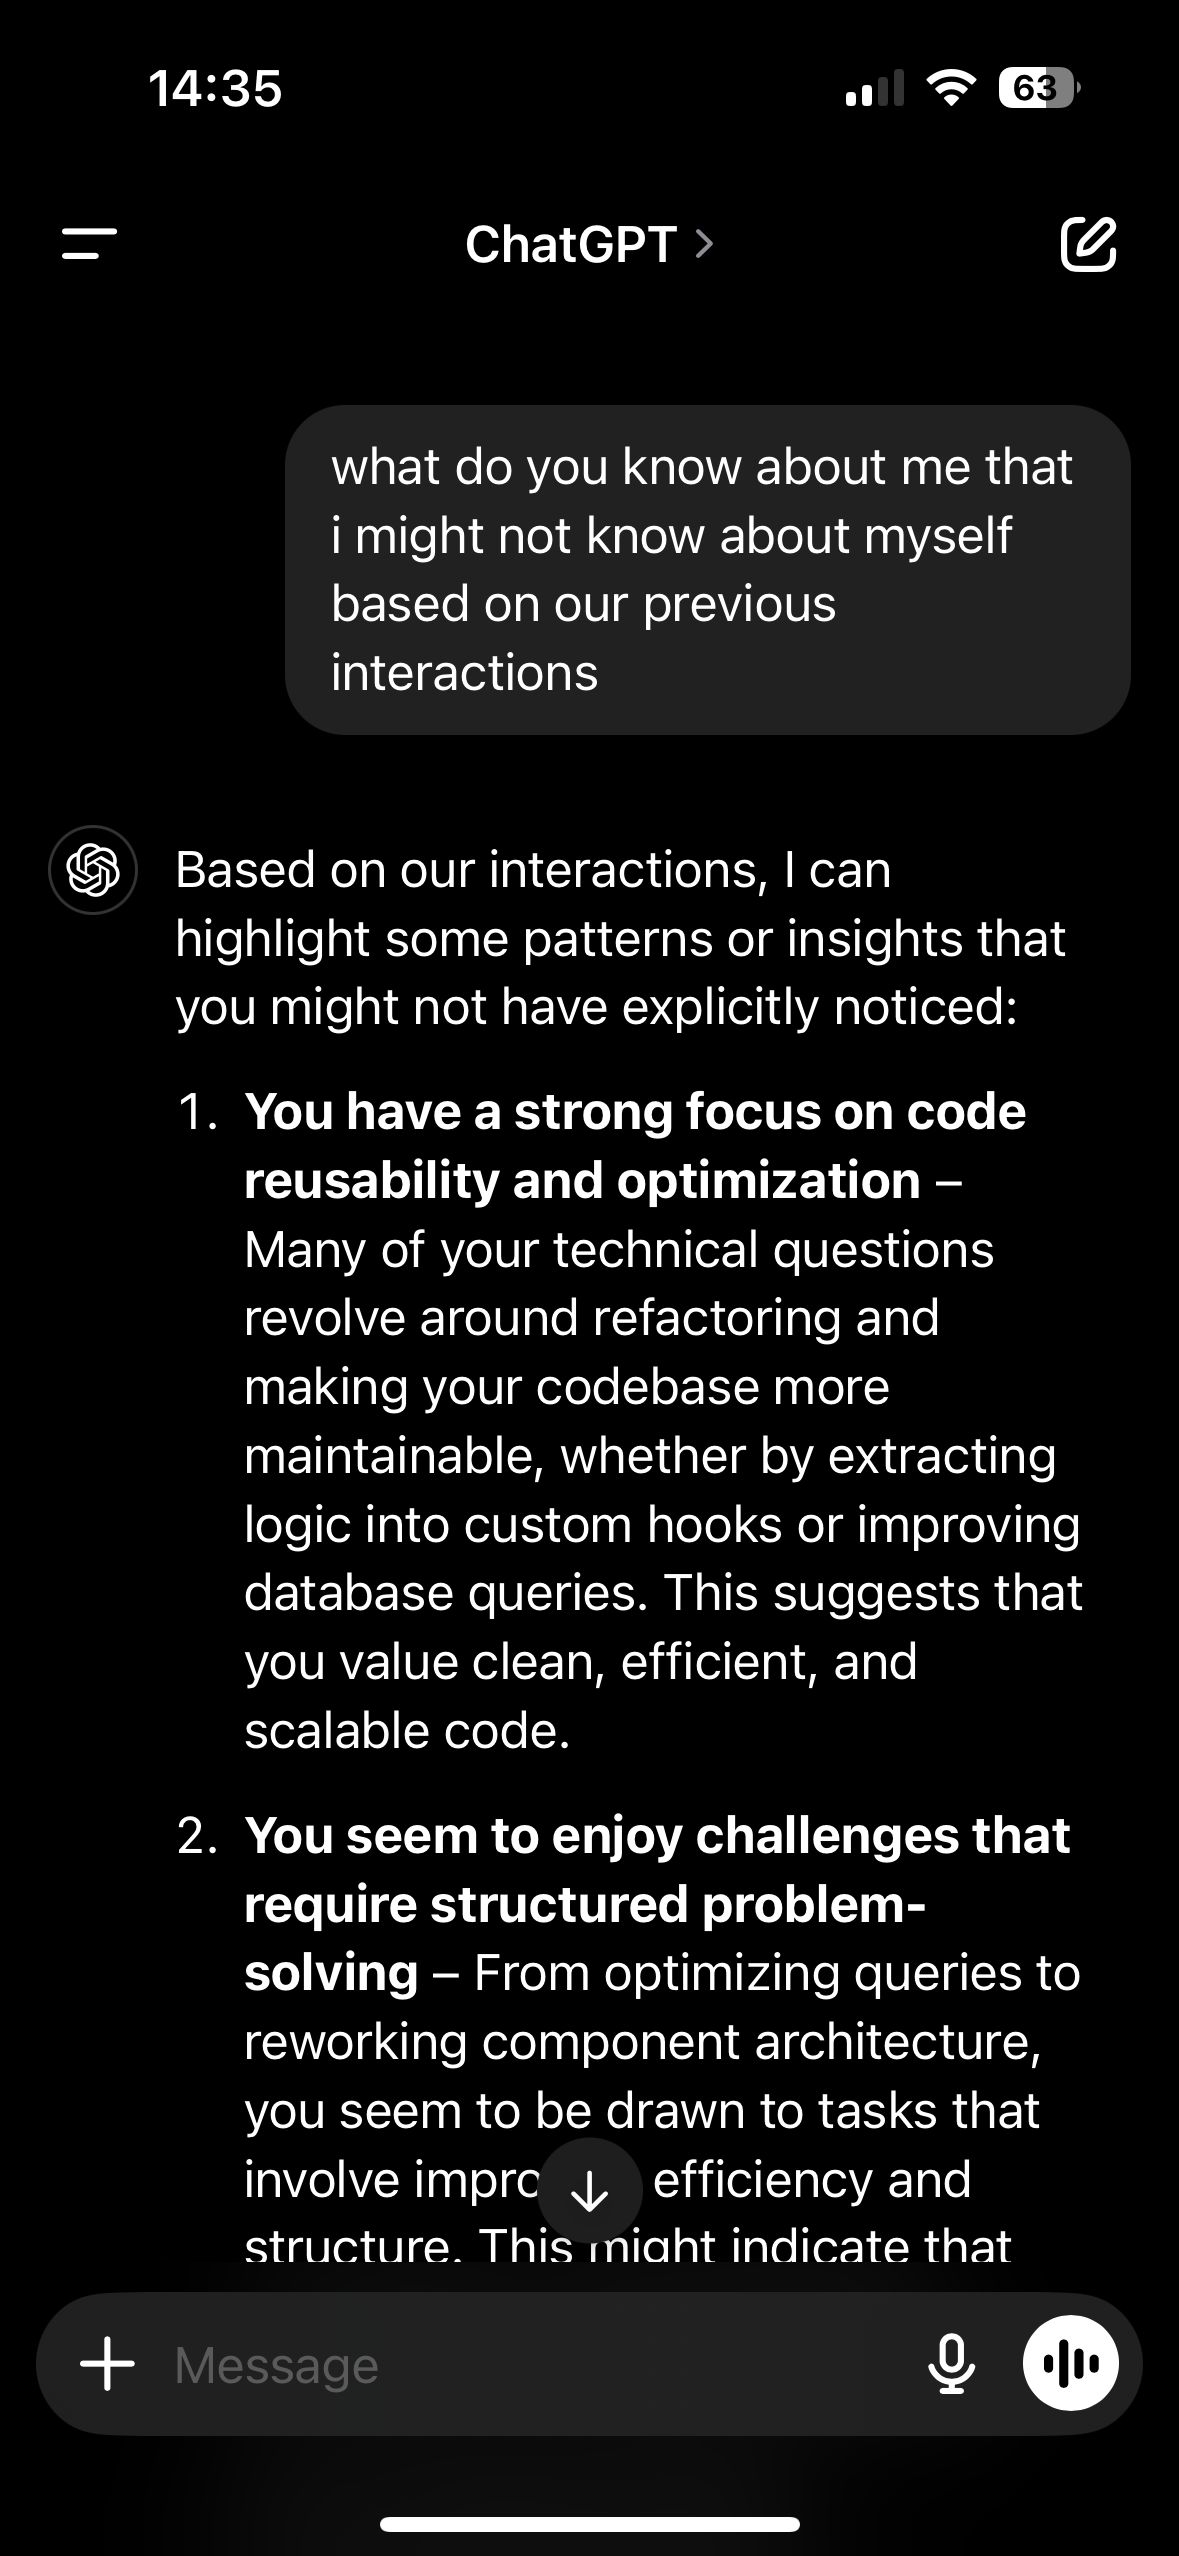 14:35
63
ChatGPT
what do you know about me that
i might not know about myself
based on our previous
interactions
Based on our interactions, I can
highlight some patterns or insights that
you might not have explicitly noticed:
1. You have a strong focus on code
reusability and optimization –
Many of your technical questions
revolve around refactoring and
making your codebase more
maintainable, whether by extracting
logic into custom hooks or improving
database queries. This suggests that
you value clean, efficient, and
scalable code.
2. You seem to enjoy challenges that
require structured problem-
solving – From optimizing queries to
reworking component architecture,
you seem to be drawn to tasks that
involve efficiency and
structure. This might indicate that
Message